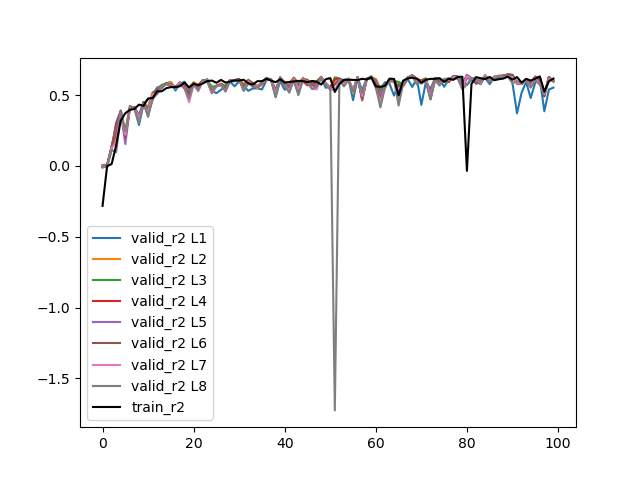 0.5
0.0
−0.5
−1.0
−1.5
valid_r2 L1
valid_r2 L2
valid_r2 L3
valid_r2 L4
valid_r2 L5
valid_r2 L6
valid_r2 L7
valid_r2 L8
train_r2
0 20 40 60 80 100